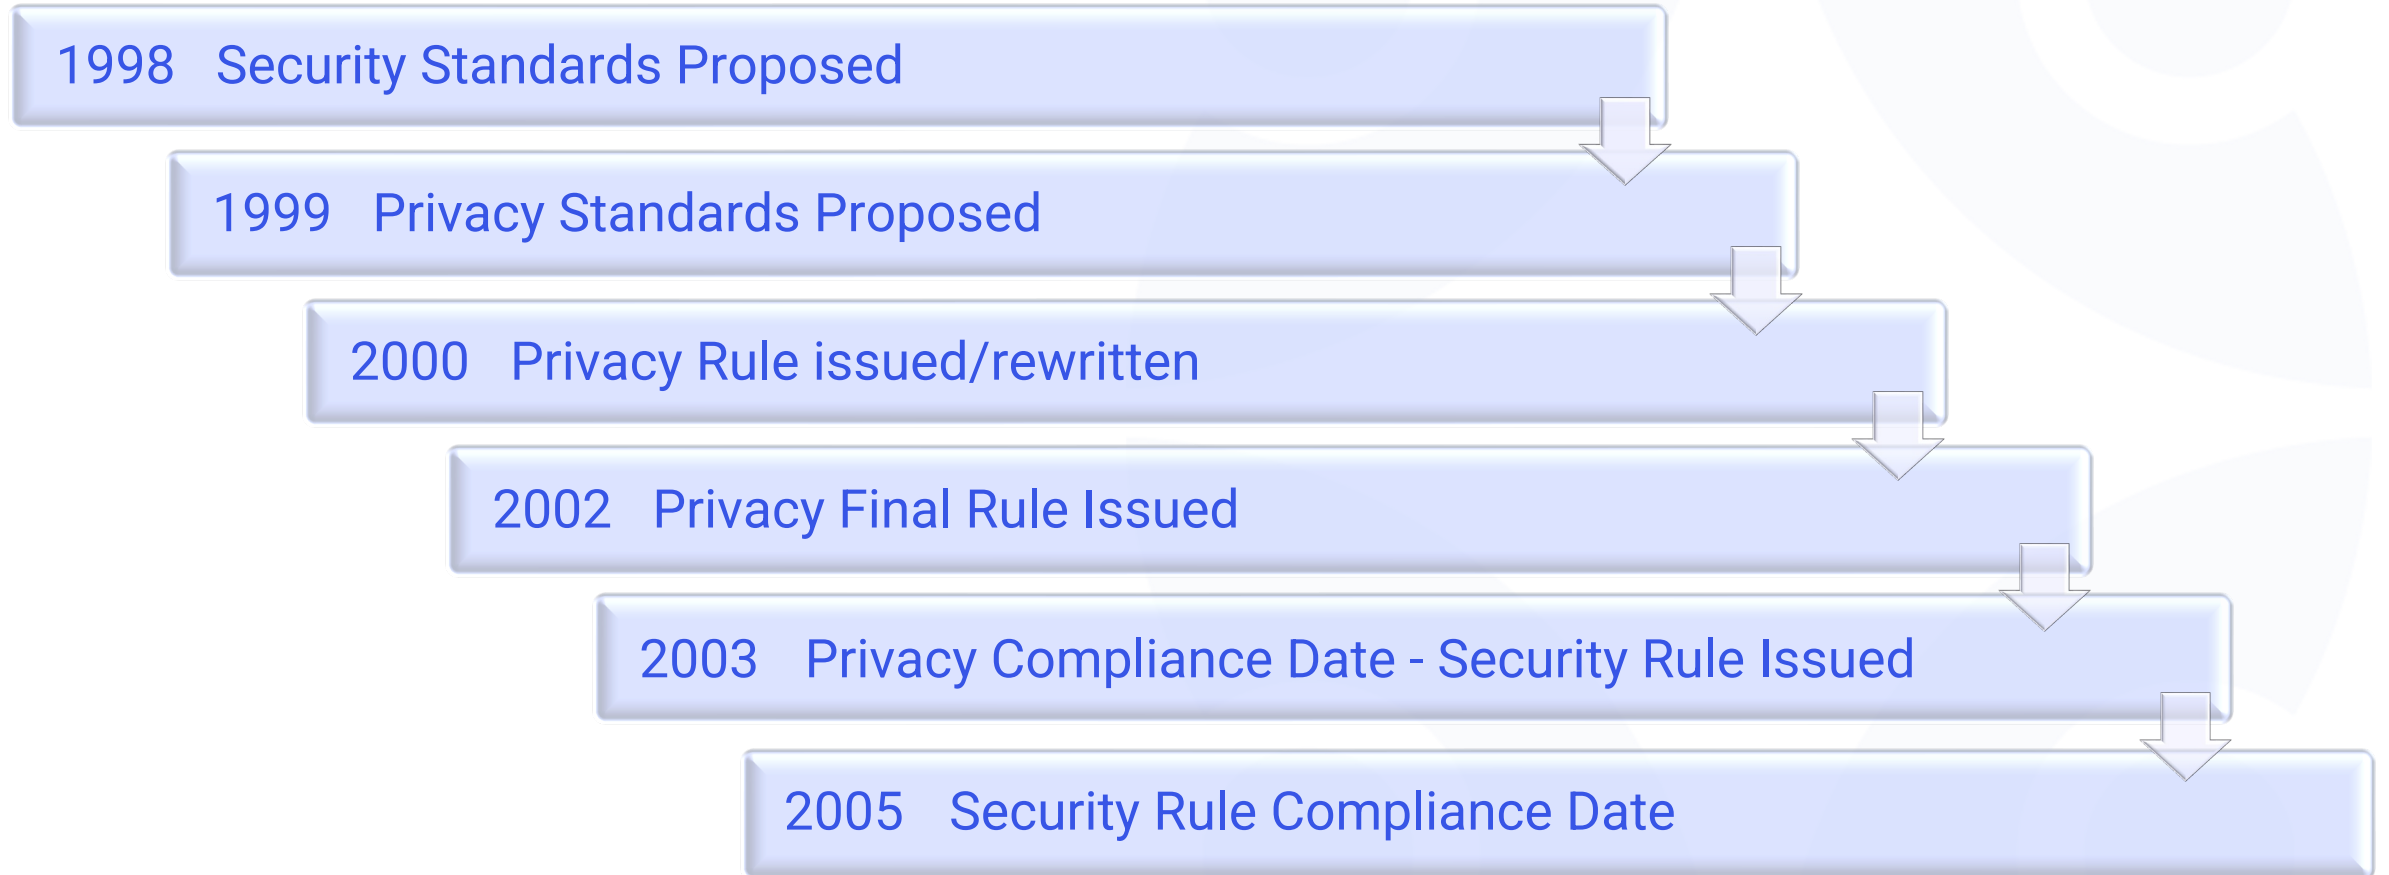 1998 Security Standards Proposed
1999 Privacy Standards Proposed
2000 Privacy Rule issued/rewritten
2002 Privacy Final Rule Issued
2003 Privacy Compliance Date - Security Rule Issued
2005 Security Rule Compliance Date